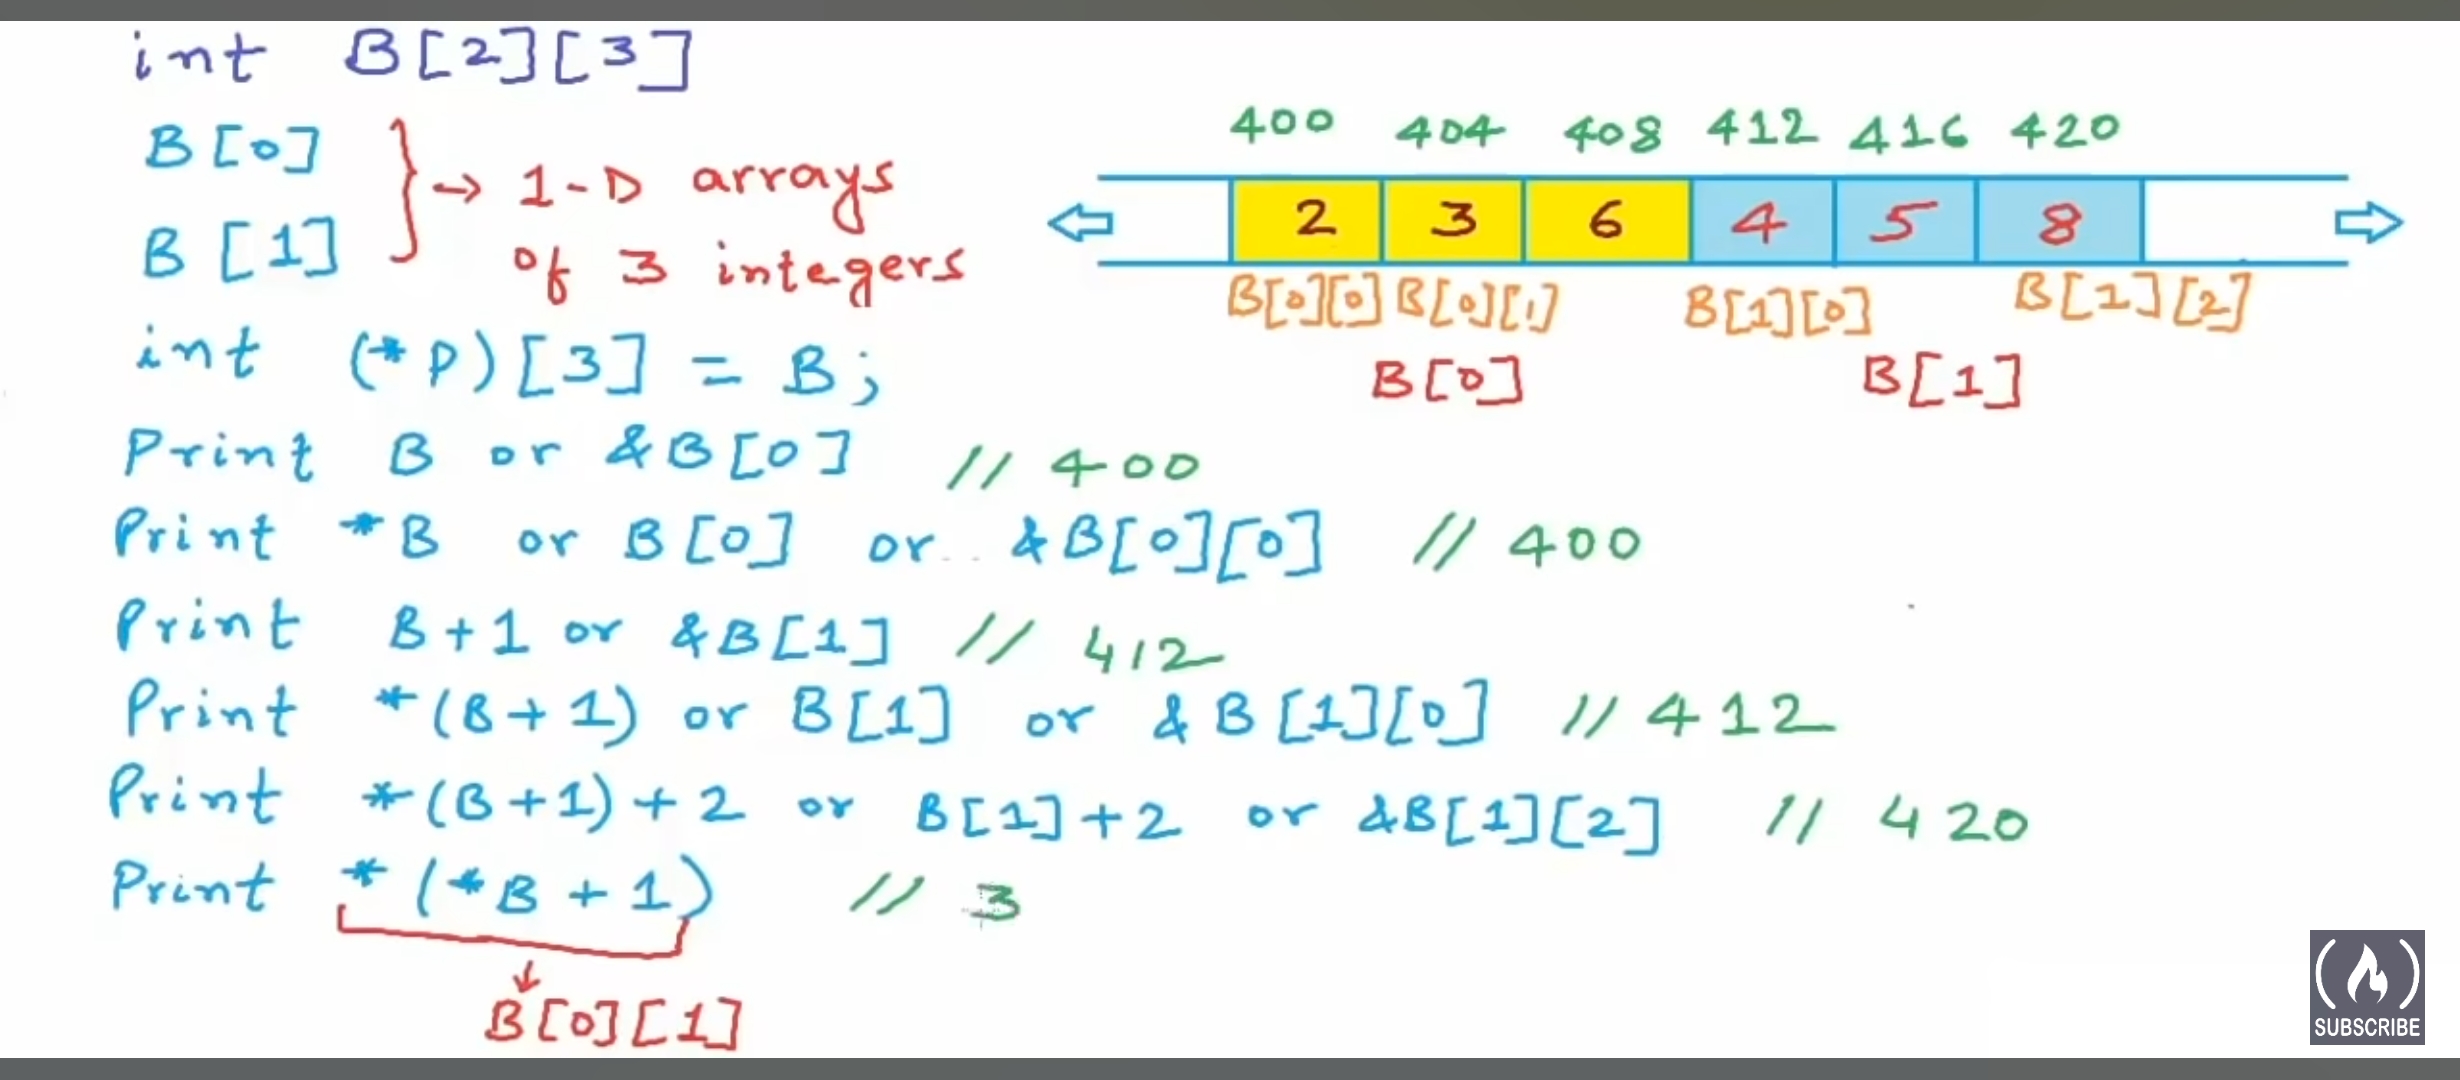 int B[2][3]
B[0]
B[1]
→ 1-D arrays
of 3 integers
400 404 408 412 416 420
2 3 6 4 5 8
B[0][0] B[0][1] B[1][0] B[1][2]
B[0] B[1]
int (*P)[3] = B;
Print B or &B[0] // 400
Print *B or B[0] or &B[0][0] // 400
Print B+1 or &B[1] // 412
Print *(B+1) or B[1] or &B[1][0] // 412
Print *(B+1)+2 or B[1]+2 or &B[1][2] // 420
Print *(*B+1) // 3
B[0][1]
SUBSCRIBE